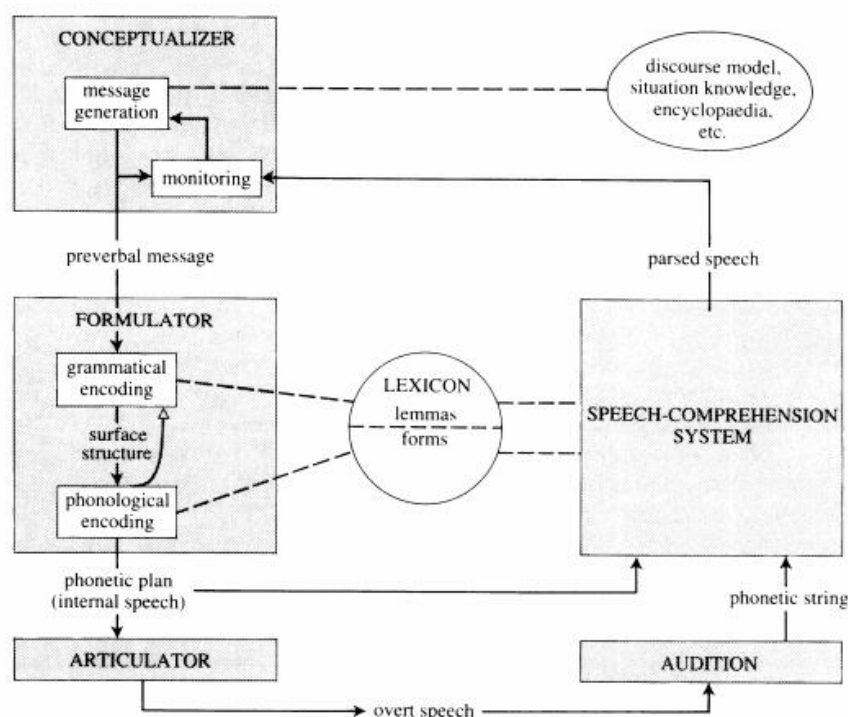 CONCEPTUALIZER
message
generation
monitoring
discourse model,
situation knowledge,
encyclopaedia,
etc.
preverbal message
parsed speech
FORMULATOR
grammatical
encoding
surface
structure
phonological
encoding
LEXICON
lemmas
forms
SPEECH-COMPREHENSION
SYSTEM
phonetic plan
(internal speech)
phonetic string
ARTICULATOR
AUDITION
overt speech